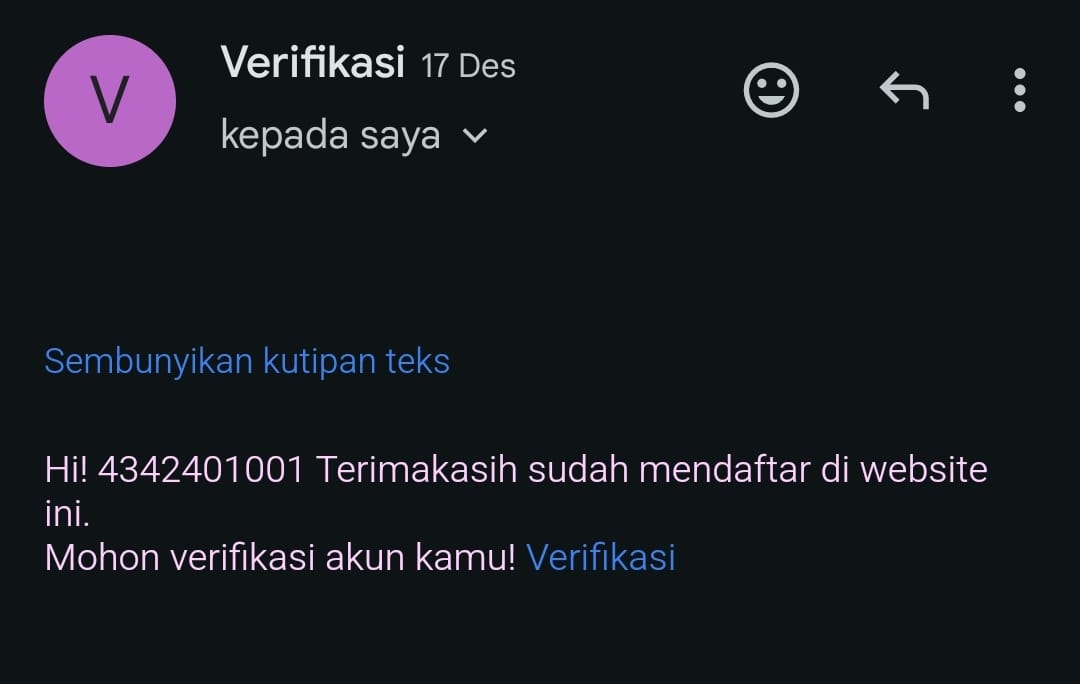 V
Verifikasi 17 Des
kepada saya
Sembunyikan kutipan teks
Hi! 4342401001 Terimakasih sudah mendaftar di website
ini.
Mohon verifikasi akun kamu! Verifikasi